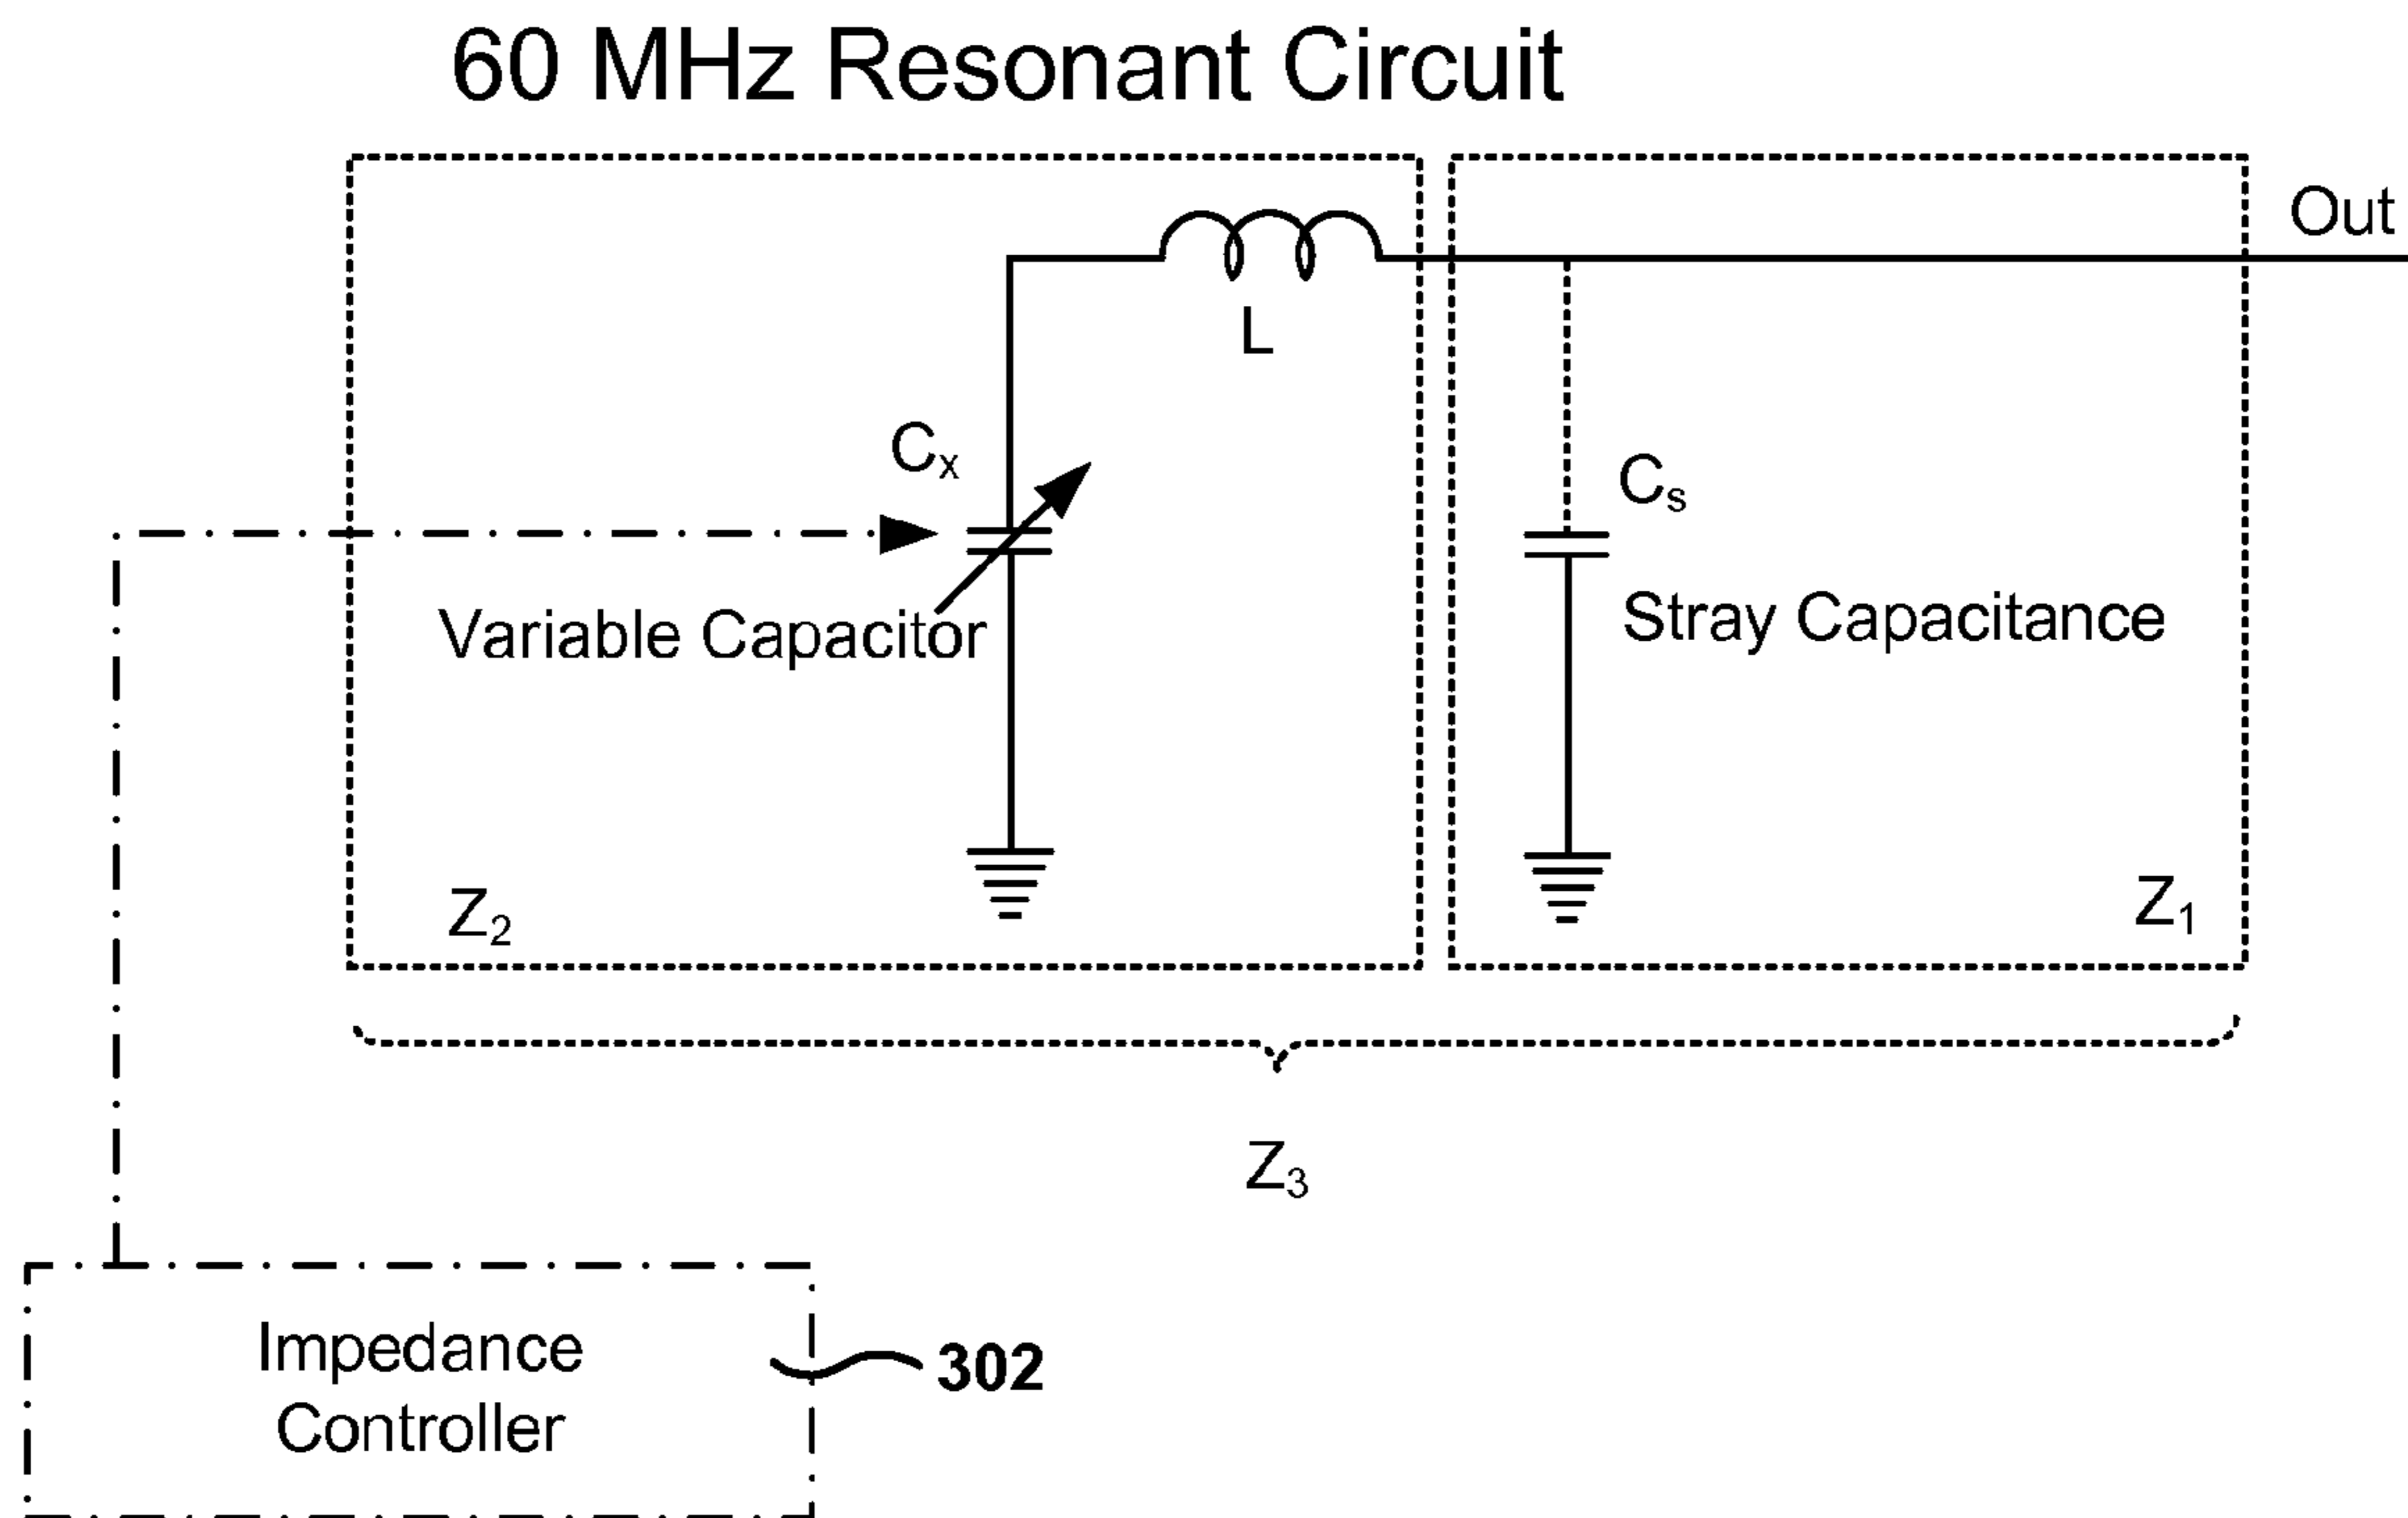 60 MHz Resonant Circuit
Out
L
Cx
Cs
Variable Capacitor
Stray Capacitance
Z2
Z1
Z3
Impedance
Controller
302